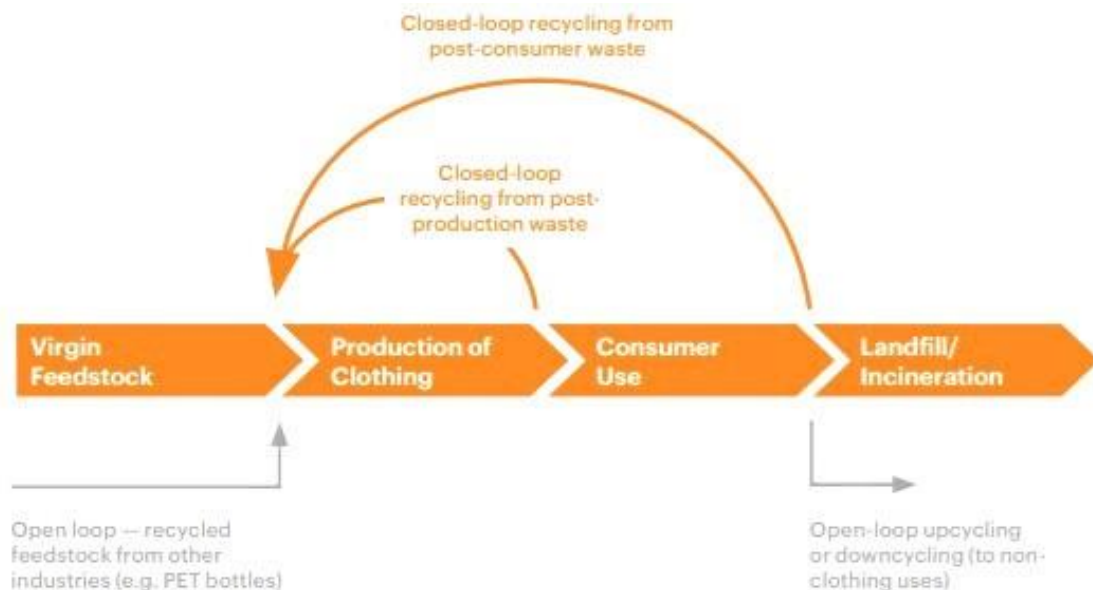 Closed-loop recycling from
post-consumer waste
Closed-loop
recycling from post-
production waste
Virgin
Feedstock
Production of
Clothing
Consumer
Use
Landfill/
Incineration
Open loop — recycled
feedstock from other
industries (e.g. PET bottles)
Open-loop upcycling
or downcycling (to non-
clothing uses)